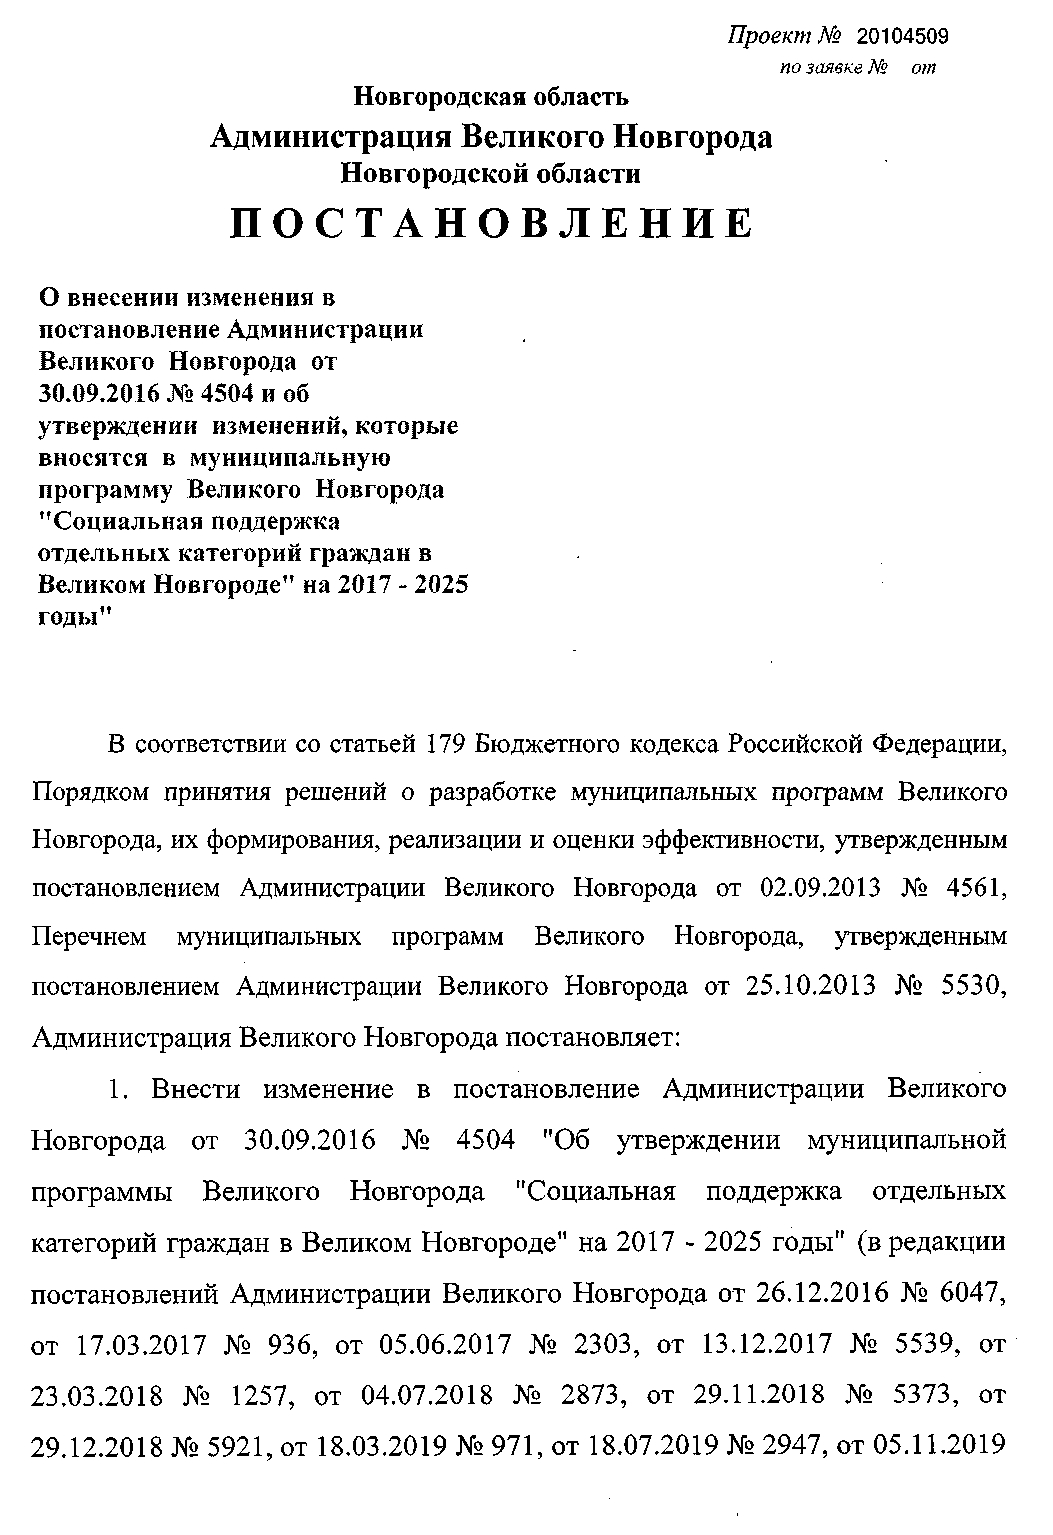 Проект № 20104509
по заявке № от
Новгородская область
Администрация Великого Новгорода
Новгородской области
П О С Т А Н О В Л Е Н И Е
О внесении изменения в
постановление Администрации
Великого Новгорода от
30.09.2016 № 4504 и об
утверждении изменений, которые
вносятся в муниципальную
программу Великого Новгорода
"Социальная поддержка
отдельных категорий граждан в
Великом Новгороде" на 2017 - 2025
годы"
В соответствии со статьей 179 Бюджетного кодекса Российской Федерации,
Порядком принятия решений о разработке муниципальных программ Великого
Новгорода, их формирования, реализации и оценки эффективности, утвержденным
постановлением Администрации Великого Новгорода от 02.09.2013 № 4561,
Перечнем муниципальных программ Великого Новгорода, утвержденным
постановлением Администрации Великого Новгорода от 25.10.2013 № 5530,
Администрация Великого Новгорода постановляет:
1. Внести изменение в постановление Администрации Великого
Новгорода от 30.09.2016 № 4504 "Об утверждении муниципальной
программы Великого Новгорода "Социальная поддержка отдельных
категорий граждан в Великом Новгороде" на 2017 - 2025 годы" (в редакции
постановлений Администрации Великого Новгорода от 26.12.2016 № 6047,
от 17.03.2017 № 936, от 05.06.2017 № 2303, от 13.12.2017 № 5539, от
23.03.2018 № 1257, от 04.07.2018 № 2873, от 29.11.2018 № 5373, от
29.12.2018 № 5921, от 18.03.2019 № 971, от 18.07.2019 № 2947, от 05.11.2019